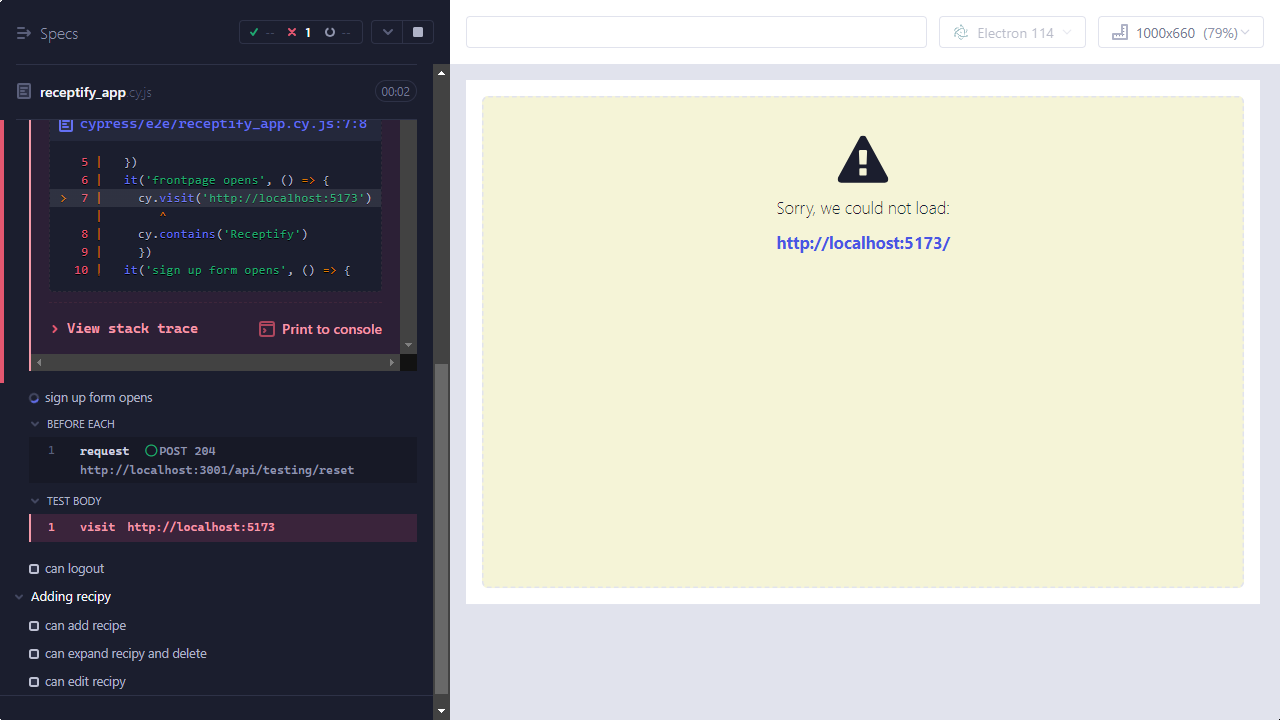 Specs
-- 1 --
Electron 114
1000x660 (79%)
receptify_app.cy.js
00:02
cypress/e2e/receptify_app.cy.js:7:8
5 | })
6 | it('frontpage opens', () => {
> 7 | cy.visit('http://localhost:5173')
| ^
8 | cy.contains('Receptify')
9 | })
10 | it('sign up form opens', () => {
View stack trace
Print to console
sign up form opens
BEFORE EACH
1 request POST 204
http://localhost:3001/api/testing/reset
TEST BODY
1 visit http://localhost:5173
can logout
Adding recipy
can add recipe
can expand recipy and delete
can edit recipy
Sorry, we could not load:
http://localhost:5173/